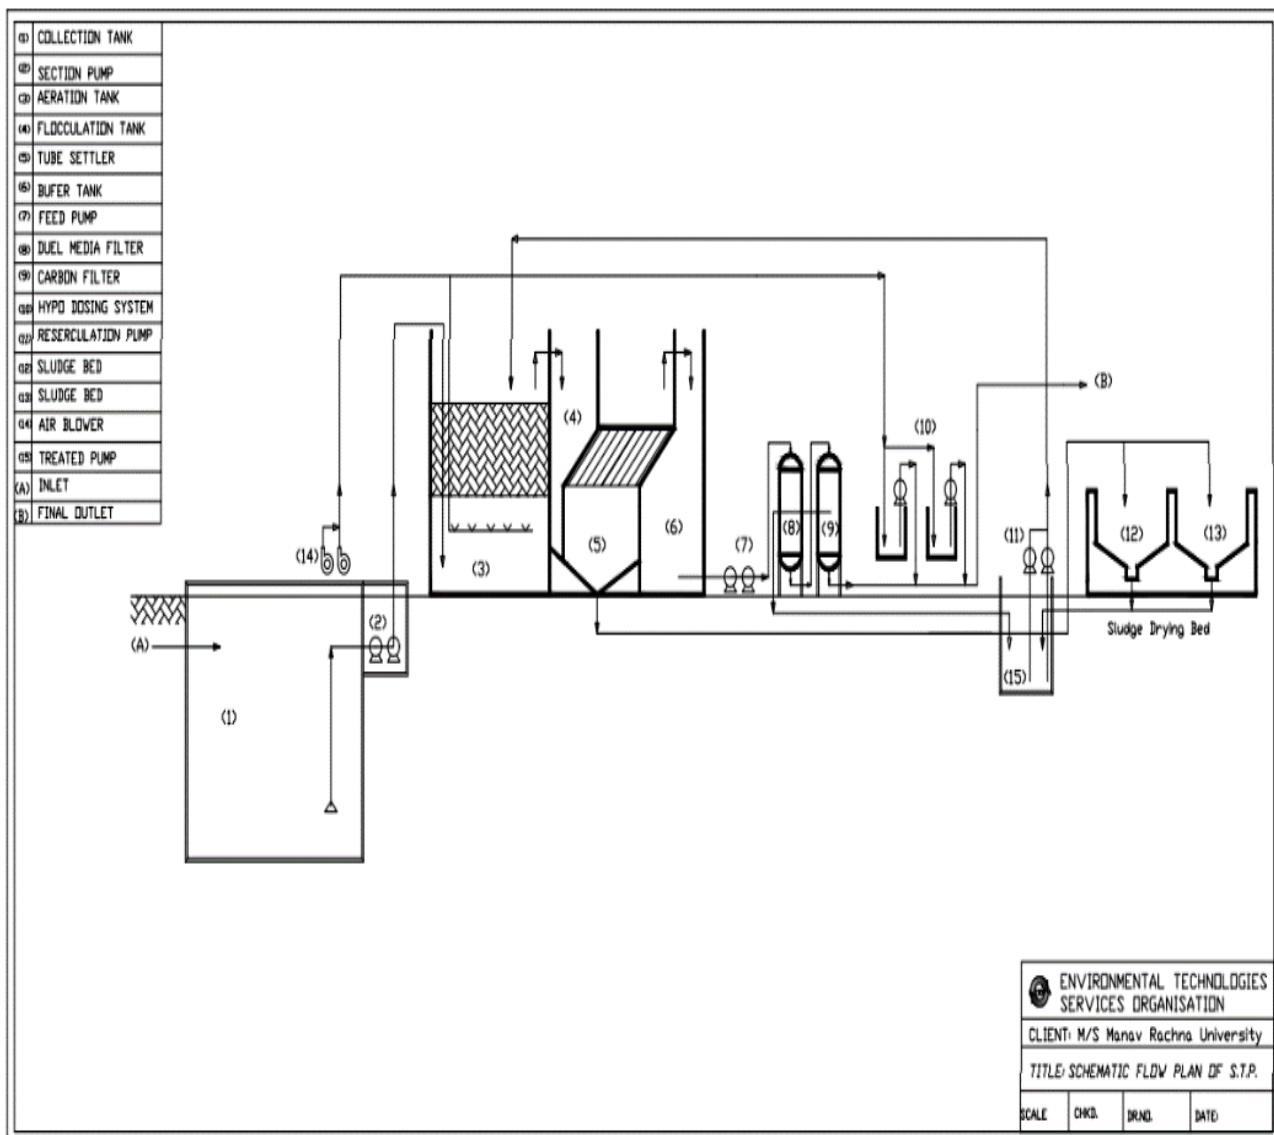 (1) COLLECTION TANK
(2) SECTION PUMP
(3) AERATION TANK
(4) FLOCCULATION TANK
(5) TUBE SETTLER
(6) BUFER TANK
(7) FEED PUMP
(8) DUEL MEDIA FILTER
(9) CARBON FILTER
(10) HYPO DOSING SYSTEM
(11) RESERCULATION PUMP
(12) SLUDGE BED
(13) SLUDGE BED
(14) AIR BLOWER
(15) TREATED PUMP
(A) INLET
(B) FINAL OUTLET
(B)
(4)
(10)
(12)
(13)
(8)
(9)
(6)
(5)
(7)
(11)
(14)
(3)
(2)
Sludge Drying Bed
(A)
(15)
(1)
ENVIRONMENTAL TECHNOLOGIES
SERVICES ORGANISATION
CLIENT: M/S Manav Rachna University
TITLE: SCHEMATIC FLOW PLAN OF S.T.P.
SCALE CHKD. DR.NO. DATE: